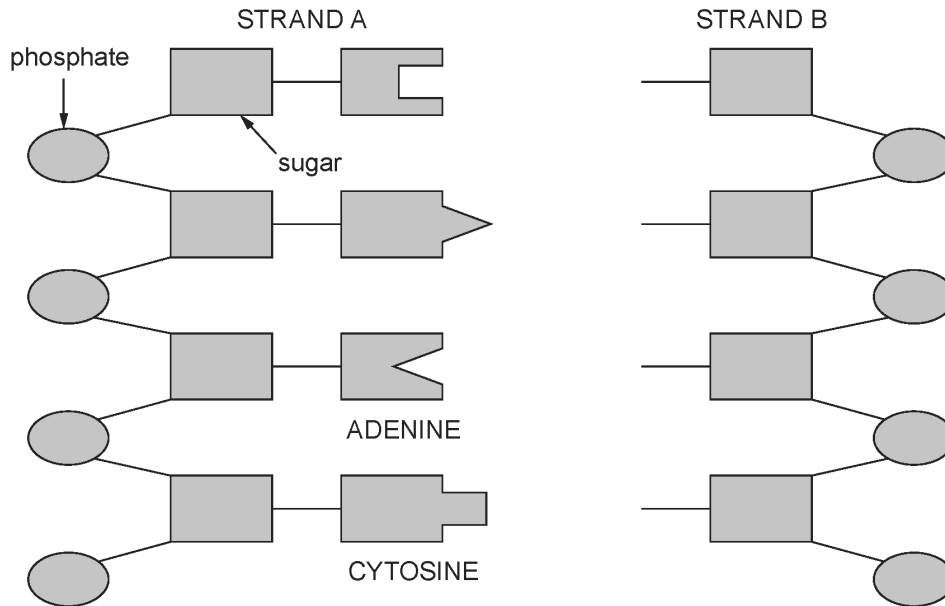 STRAND A
STRAND B
phosphate
sugar
ADENINE
CYTOSINE